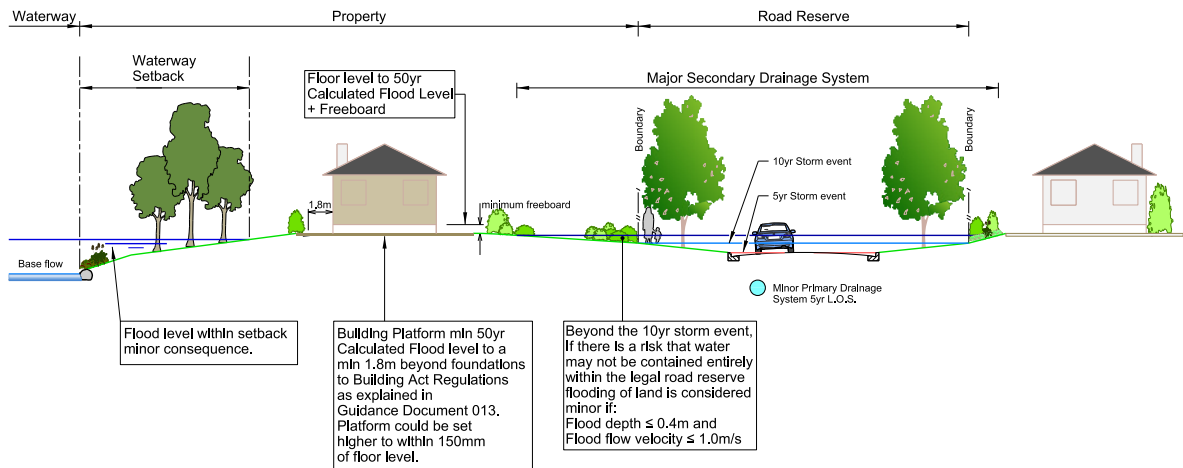 Waterway
Property
Road Reserve
Waterway
Setback
Floor level to 50yr
Calculated Flood Level
+ Freeboard
Major Secondary Drainage System
Boundary
Boundary
10yr Storm event
5yr Storm event
1.8m
minimum freeboard
Base flow
Minor Primary Drainage
System 5yr L.O.S.
Flood level within setback
minor consequence.
Building Platform min 50yr
Calculated Flood level to a
min 1.8m beyond foundations
to Building Act Regulations
as explained in
Guidance Document 013.
Platform could be set
higher to within 150mm
of floor level.
Beyond the 10yr storm event,
If there is a risk that water
may not be contained entirely
within the legal road reserve
flooding of land is considered
minor if:
Flood depth ≤ 0.4m and
Flood flow velocity ≤ 1.0m/s